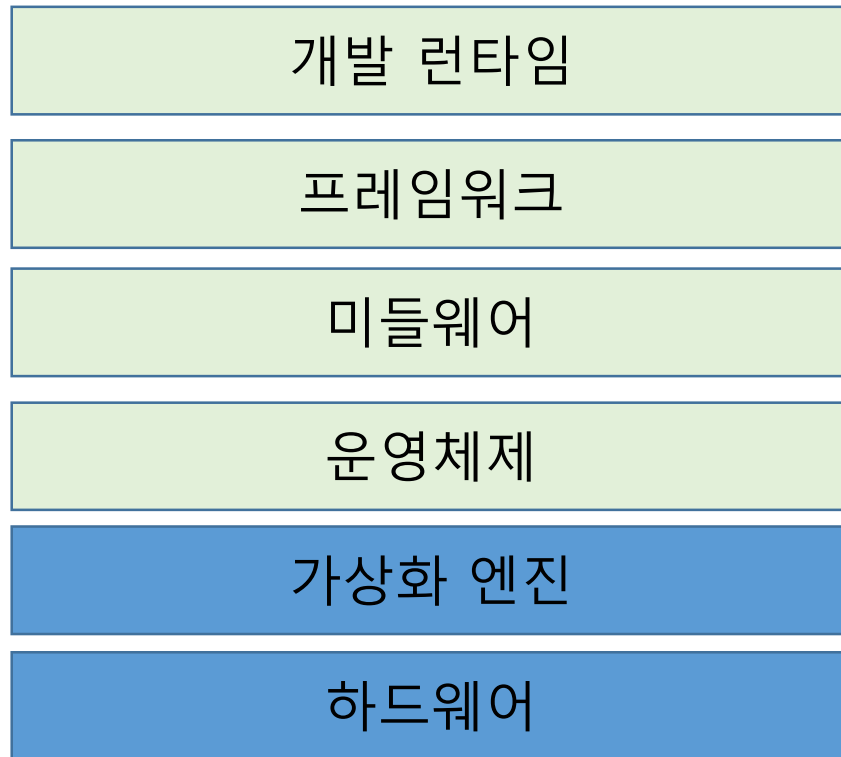 개발 런타임
프레임워크
미들웨어
운영체제
가상화 엔진
하드웨어